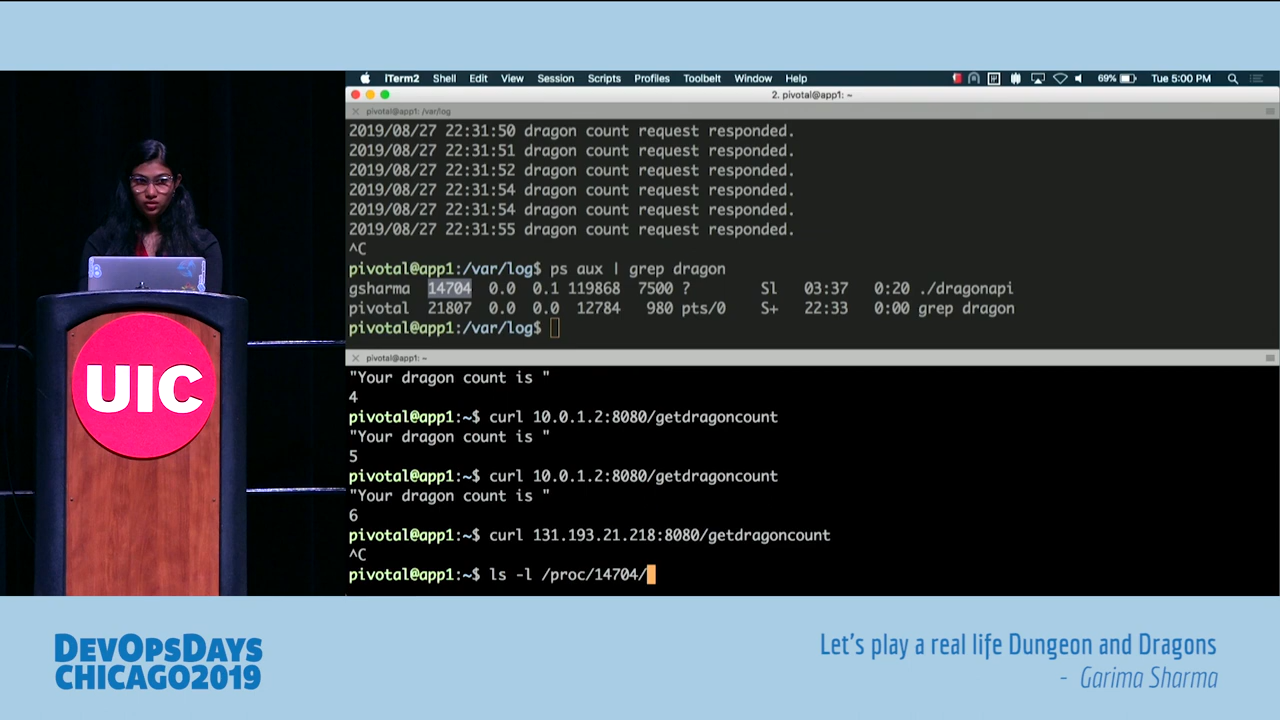 iTerm2 Shell Edit View Session Scripts Profiles Toolbelt Window Help 69% Tue 5:00 PM
2. pivotal@app1: ~
pivotal@app1: /var/log
2019/08/27 22:31:50 dragon count request responded.
2019/08/27 22:31:51 dragon count request responded.
2019/08/27 22:31:52 dragon count request responded.
2019/08/27 22:31:54 dragon count request responded.
2019/08/27 22:31:54 dragon count request responded.
2019/08/27 22:31:55 dragon count request responded.
^C
pivotal@app1:/var/log$ ps aux | grep dragon
gsharma 14704 0.0 0.1 119868 7500 ? Sl 03:37 0:20 ./dragonapi
pivotal 21807 0.0 0.0 12784 980 pts/0 S+ 22:33 0:00 grep dragon
pivotal@app1:/var/log$
pivotal@app1: ~
"Your dragon count is "
4
pivotal@app1:~$ curl 10.0.1.2:8080/getdragoncount
"Your dragon count is "
5
pivotal@app1:~$ curl 10.0.1.2:8080/getdragoncount
"Your dragon count is "
6
pivotal@app1:~$ curl 131.193.21.218:8080/getdragoncount
^C
pivotal@app1:~$ ls -l /proc/14704/
UIC
DEVOPSDAYS
CHICAGO2019
Let's play a real life Dungeon and Dragons
- Garima Sharma